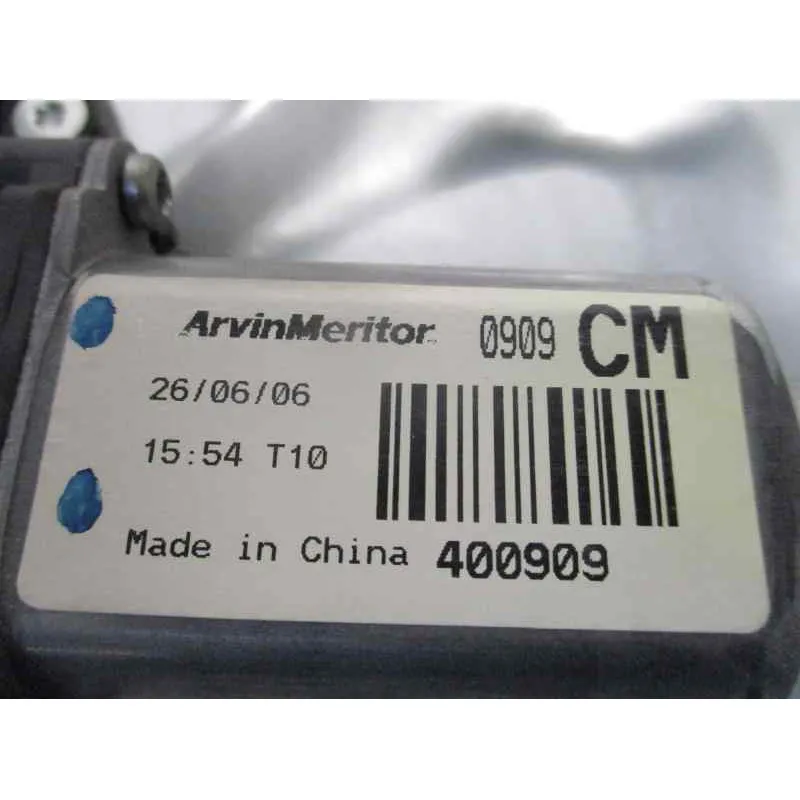 ArvinMeritor 0909 CM
26/06/06
15:54 T10
Made in China 400909